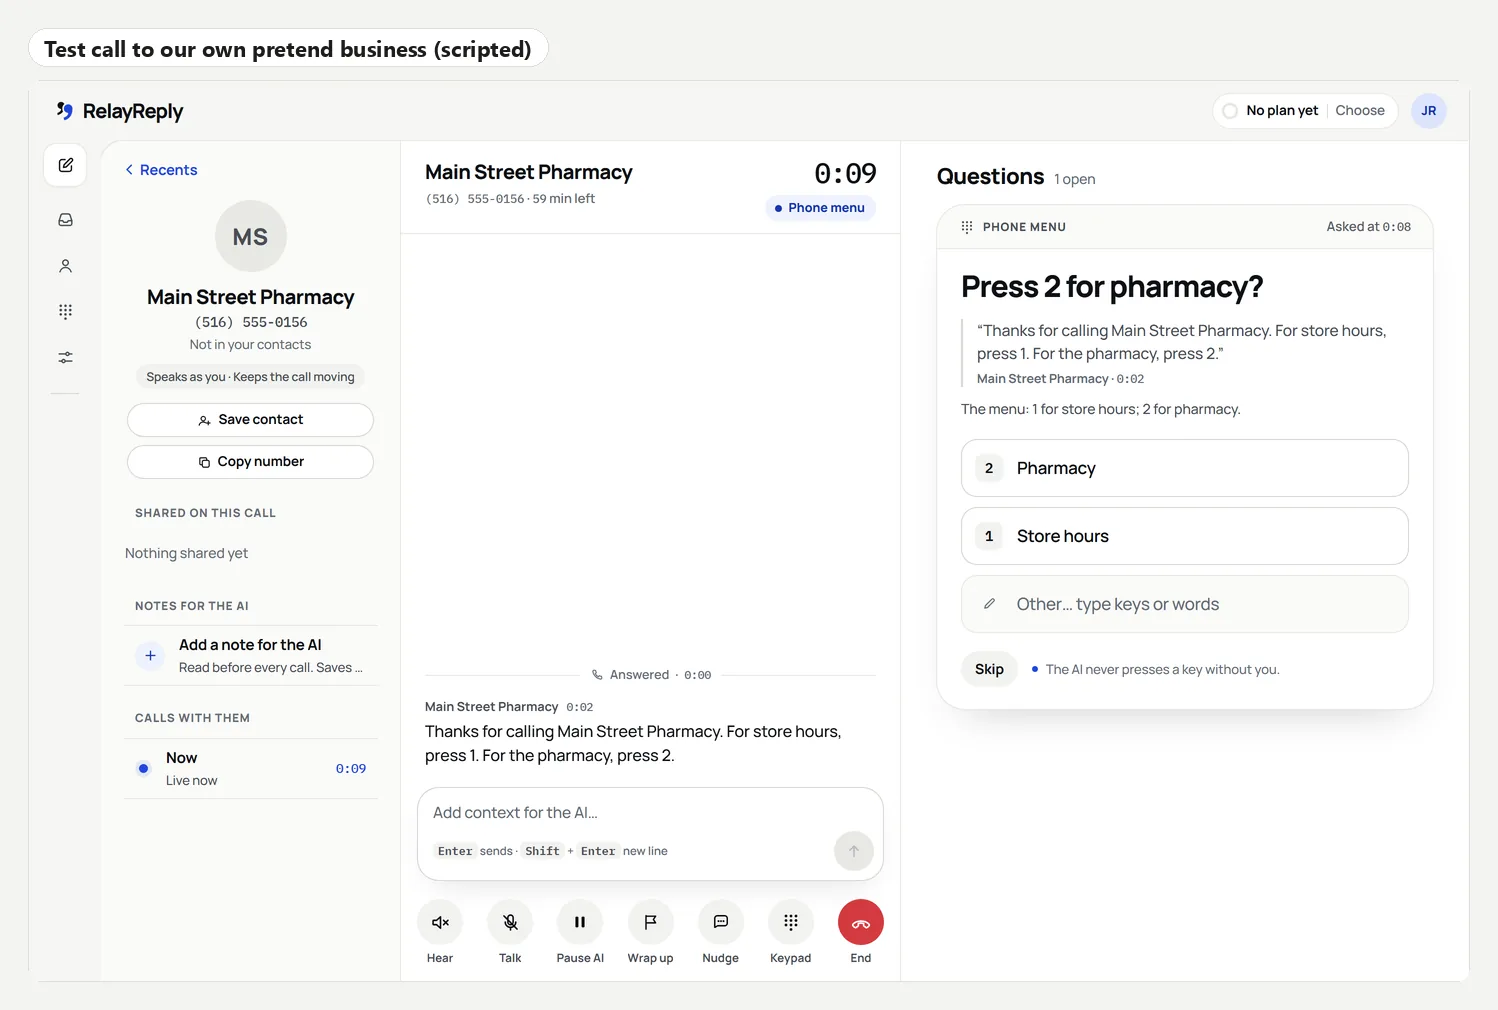 Test call to our own pretend business (scripted)
RelayReply
No plan yet
Choose
JR
Recents
MS
Main Street Pharmacy
(516) 555-0156
Not in your contacts
Speaks as you · Keeps the call moving
Save contact
Copy number
SHARED ON THIS CALL
Nothing shared yet
NOTES FOR THE AI
Add a note for the AI
Read before every call. Saves ...
CALLS WITH THEM
Now
Live now
0:09
Main Street Pharmacy
(516) 555-0156 · 59 min left
0:09
Phone menu
Answered · 0:00
Main Street Pharmacy 0:02
Thanks for calling Main Street Pharmacy. For store hours,
press 1. For the pharmacy, press 2.
Add context for the AI...
Enter sends · Shift + Enter new line
Hear
Talk
Pause AI
Wrap up
Nudge
Keypad
End
Questions 1 open
PHONE MENU
Asked at 0:08
Press 2 for pharmacy?
“Thanks for calling Main Street Pharmacy. For store hours,
press 1. For the pharmacy, press 2.”
Main Street Pharmacy · 0:02
The menu: 1 for store hours; 2 for pharmacy.
2 Pharmacy
1 Store hours
Other... type keys or words
Skip
The AI never presses a key without you.